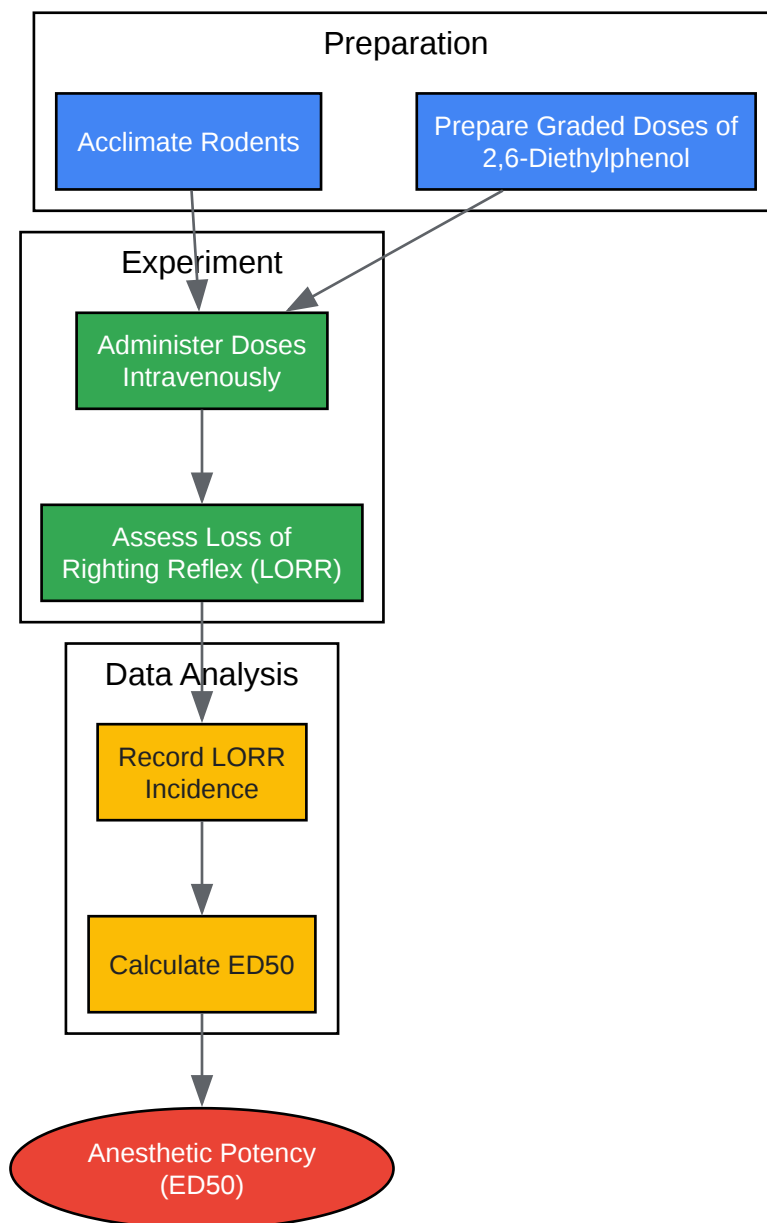 Preparation
Acclimate Rodents
Prepare Graded Doses of
2,6-Diethylphenol
Experiment
Administer Doses
Intravenously
Assess Loss of
Righting Reflex (LORR)
Data Analysis
Record LORR
Incidence
Calculate ED50
Anesthetic Potency
(ED50)